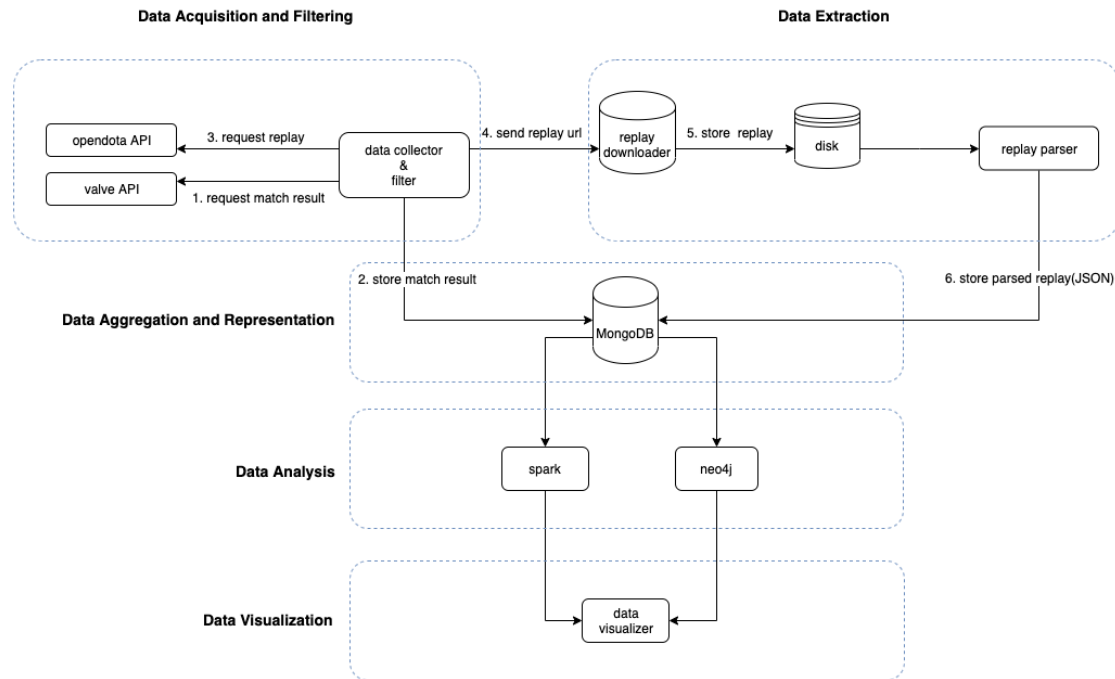 Data Acquisition and Filtering
Data Extraction
opendota API
3. request replay
data collector
&
filter
4. send replay url
replay
downloader
5. store  replay
disk
replay parser
valve API
1. request match result
2. store match result
6. store parsed replay(JSON)
Data Aggregation and Representation
MongoDB
Data Analysis
spark
neo4j
Data Visualization
data
visualizer